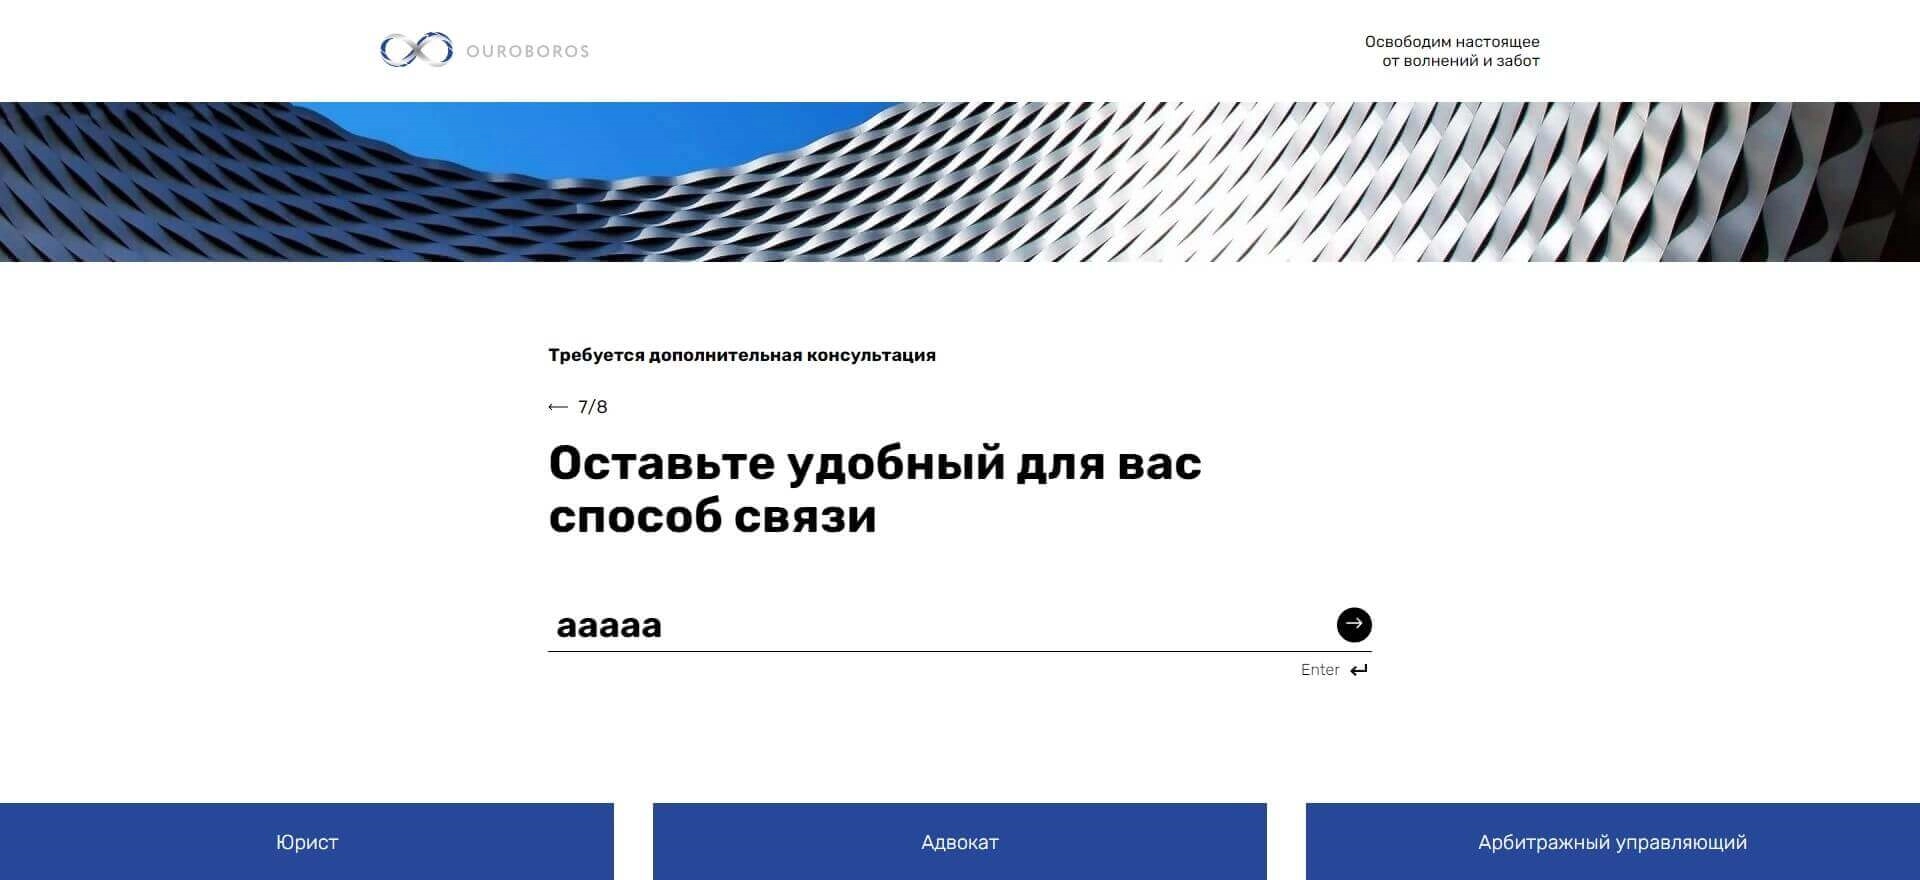 OUROBOROS
Освободим настоящее
от волнений и забот
Требуется дополнительная консультация
← 7/8
Оставьте удобный для вас
способ связи
ааааа
→
Enter ↵
Юрист
Адвокат
Арбитражный управляющий